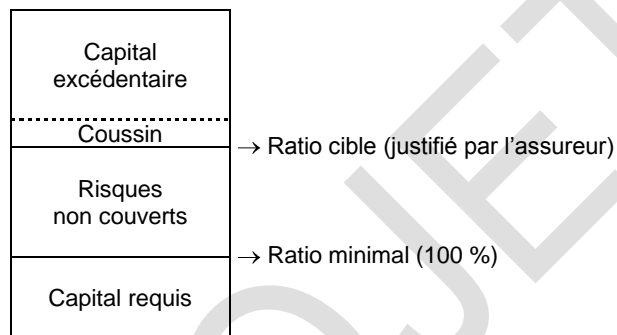 Capital
excédentaire
Coussin
→ Ratio cible (justifié par l’assureur)
Risques
non couverts
→ Ratio minimal (100 %)
Capital requis